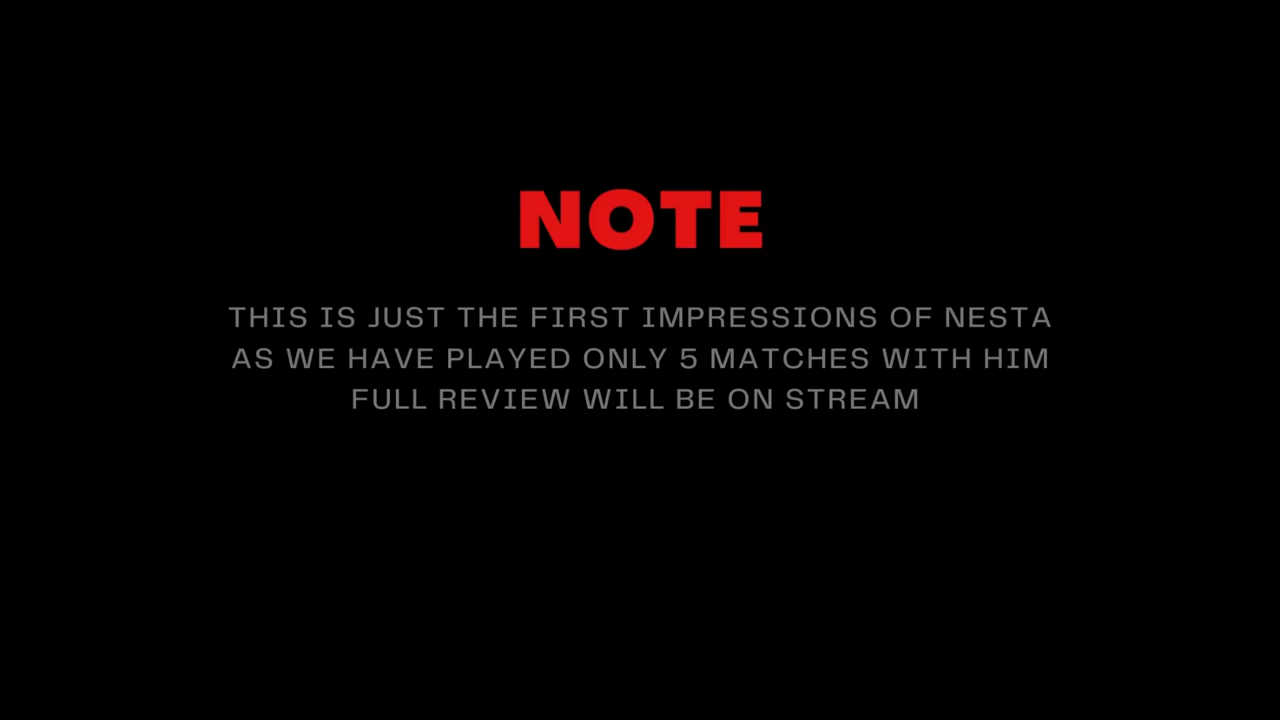 NOTE
THIS IS JUST THE FIRST IMPRESSIONS OF NESTA
AS WE HAVE PLAYED ONLY 5 MATCHES WITH HIM
FULL REVIEW WILL BE ON STREAM